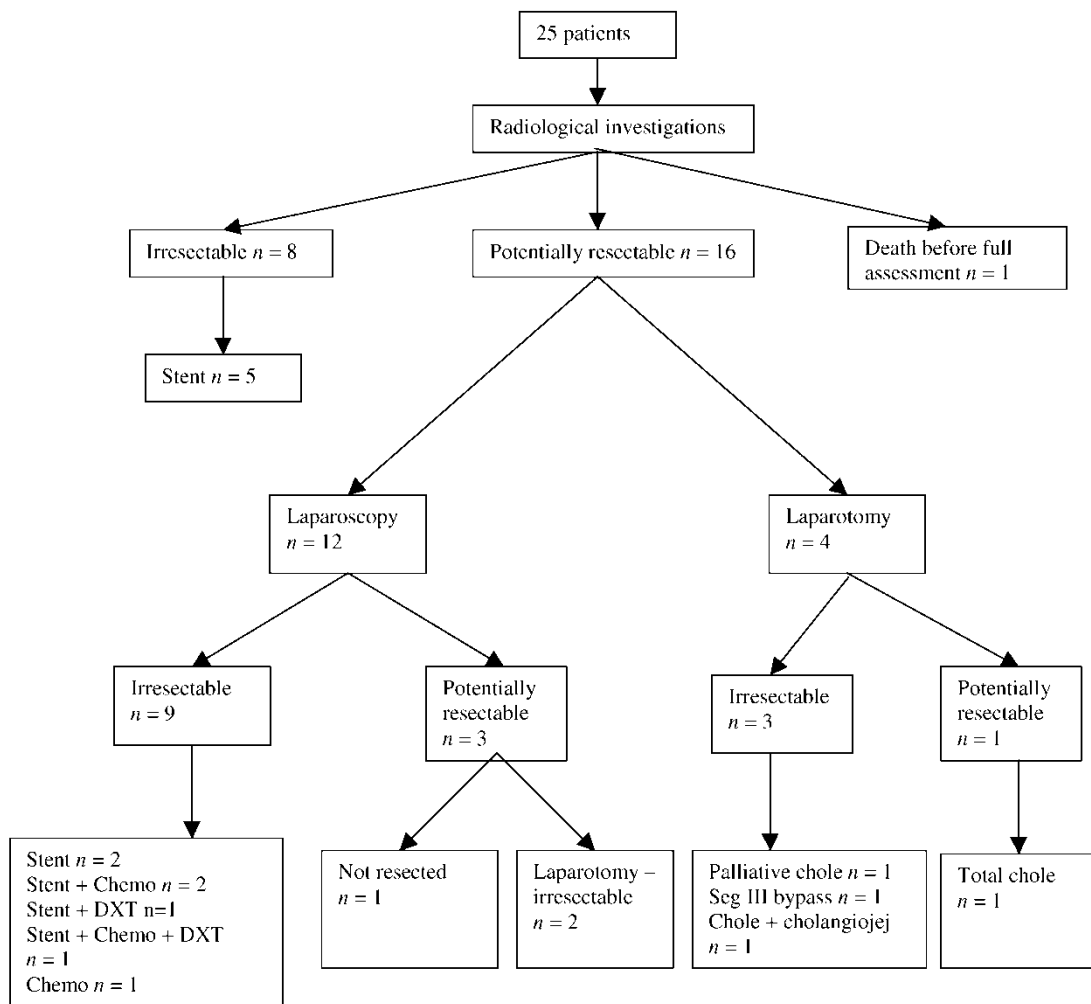 25 patients
Radiological investigations
Irresectable n = 8
Potentially resectable n = 16
Death before full
assessment n = 1
Stent n = 5
Laparoscopy
n = 12
Laparotomy
n = 4
Irresectable
n = 9
Potentially
resectable
n = 3
Irresectable
n = 3
Potentially
resectable
n = 1
Stent n = 2
Stent + Chemo n = 2
Stent + DXT n=1
Stent + Chemo + DXT
n = 1
Chemo n = 1
Not resected
n = 1
Laparotomy –
irresectable
n = 2
Palliative chole n = 1
Seg III bypass n = 1
Chole + cholangiojej
n = 1
Total chole
n = 1